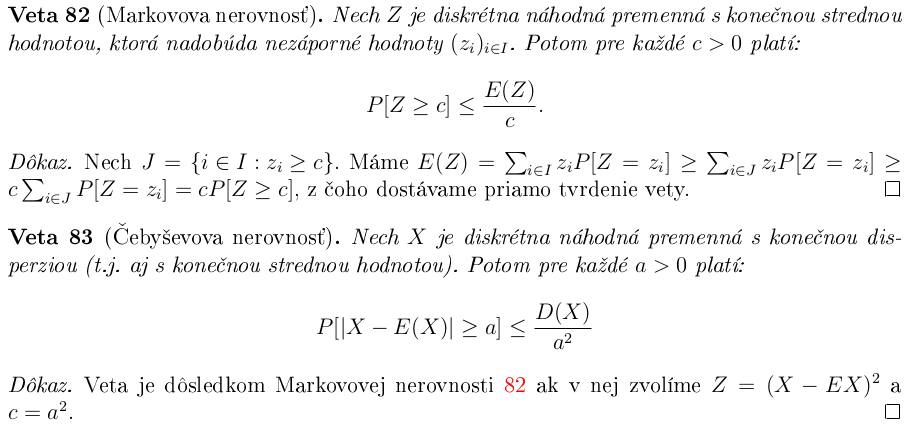 Veta 82 (Markovova nerovnosť). Nech Z je diskrétna náhodná premenná s konečnou strednou
hodnotou, ktorá nadobúda nezáporné hodnoty (z_i)_{i∈I}. Potom pre každé c > 0 platí:
P[Z ≥ c] ≤ E(Z)/c.
Dôkaz. Nech J = {i ∈ I : z_i ≥ c}. Máme E(Z) = ∑_{i∈I} z_i P[Z = z_i] ≥ ∑_{i∈J} z_i P[Z = z_i] ≥
c ∑_{i∈J} P[Z = z_i] = cP[Z ≥ c], z čoho dostávame priamo tvrdenie vety. □
Veta 83 (Čebyševova nerovnosť). Nech X je diskrétna náhodná premenná s konečnou dis-
perziou (t.j. aj s konečnou strednou hodnotou). Potom pre každé a > 0 platí:
P[|X − E(X)| ≥ a] ≤ D(X)/a²
Dôkaz. Veta je dôsledkom Markovovej nerovnosti 82 ak v nej zvolíme Z = (X − EX)² a
c = a². □